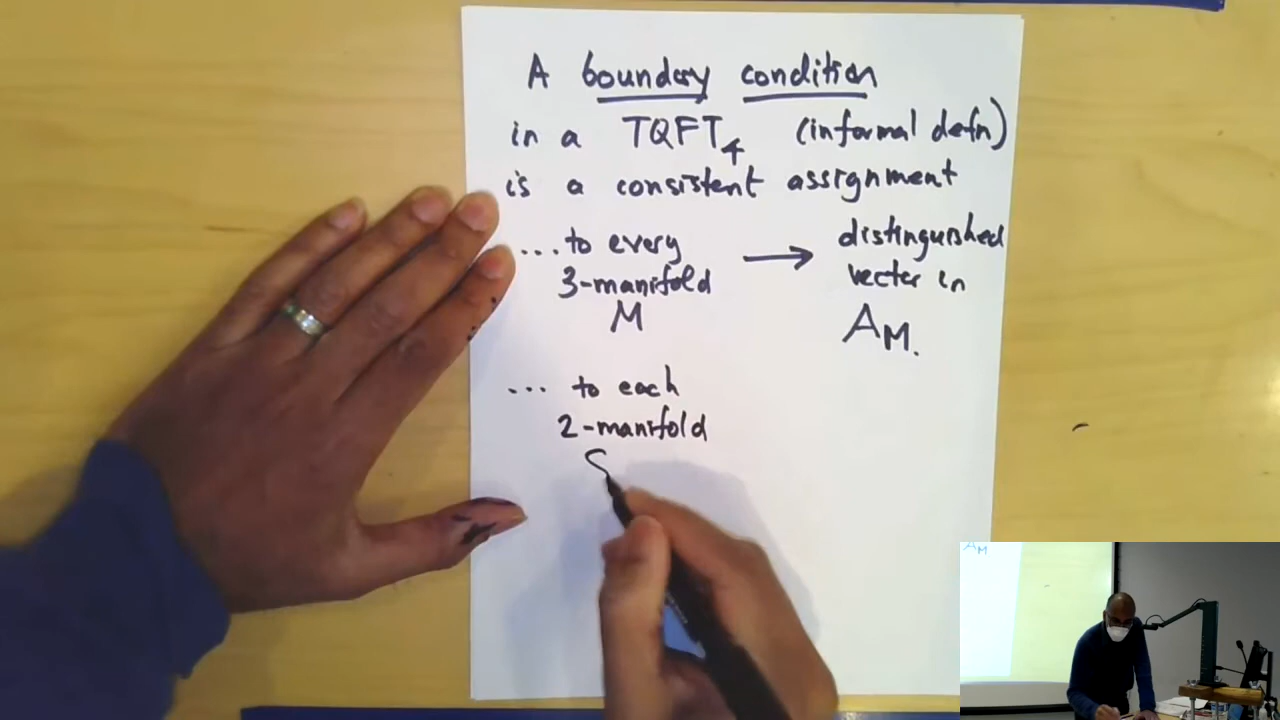 A boundary condition
in a TQFT4 (informal defn)
is a consistent assignment
...to every
3-manifold
M
→ distinguished
vector in
AM.
... to each
2-manifold
S
AM